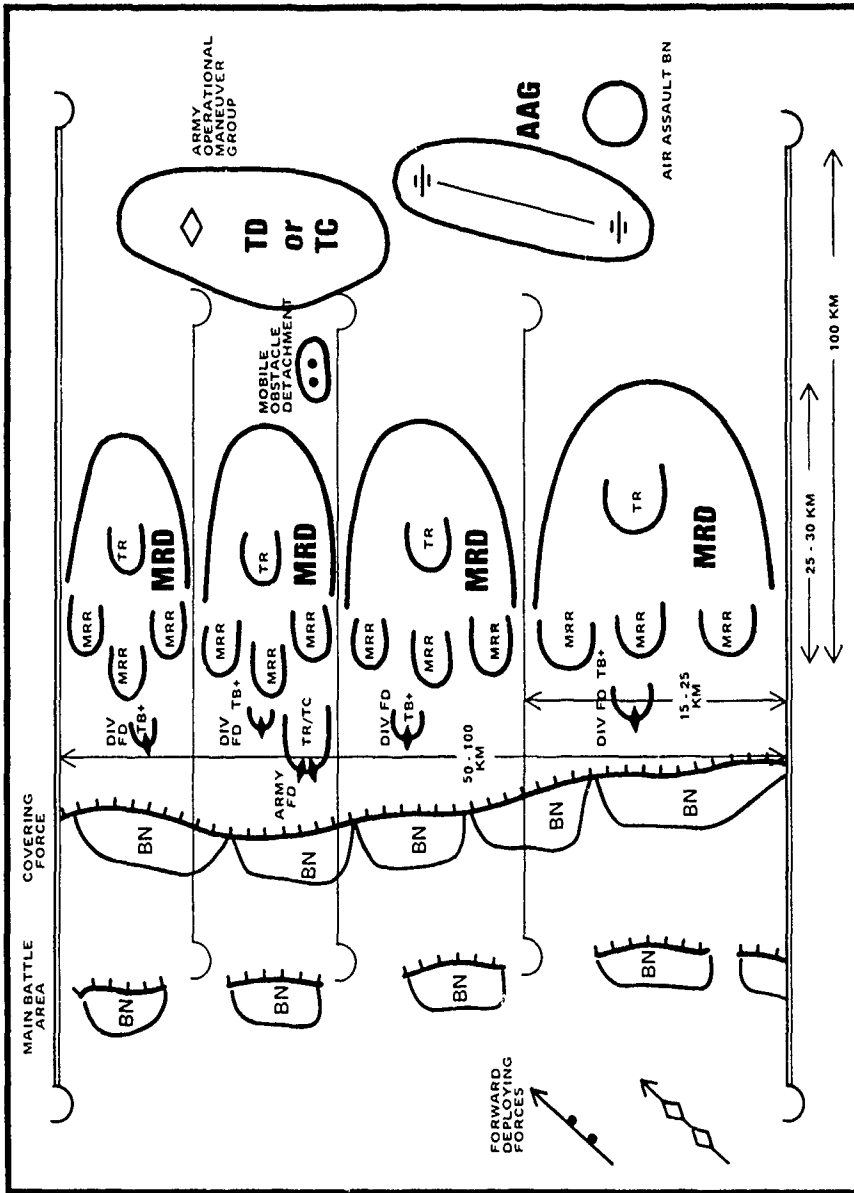 MAIN BATTLE
AREA
COVERING
FORCE
ARMY
OPERATIONAL
MANEUVER
GROUP
TD
or
TC
MOBILE
OBSTACLE
DETACHMENT
AAG
AIR ASSAULT BN
BN
BN
BN
BN
BN
BN
BN
BN
BN
DIV
FD
TB+
MRR
MRR
MRR
TR
MRD
DIV
FD
TB+
ARMY
FD
TR/TC
MRR
MRR
MRR
TR
MRD
DIV FD
TB+
MRR
MRR
MRR
TR
MRD
DIV FD TB+
MRR
MRR
MRR
TR
MRD
50 - 100
KM
15 - 25
KM
25 - 30 KM
100 KM
FORWARD
DEPLOYING
FORCES